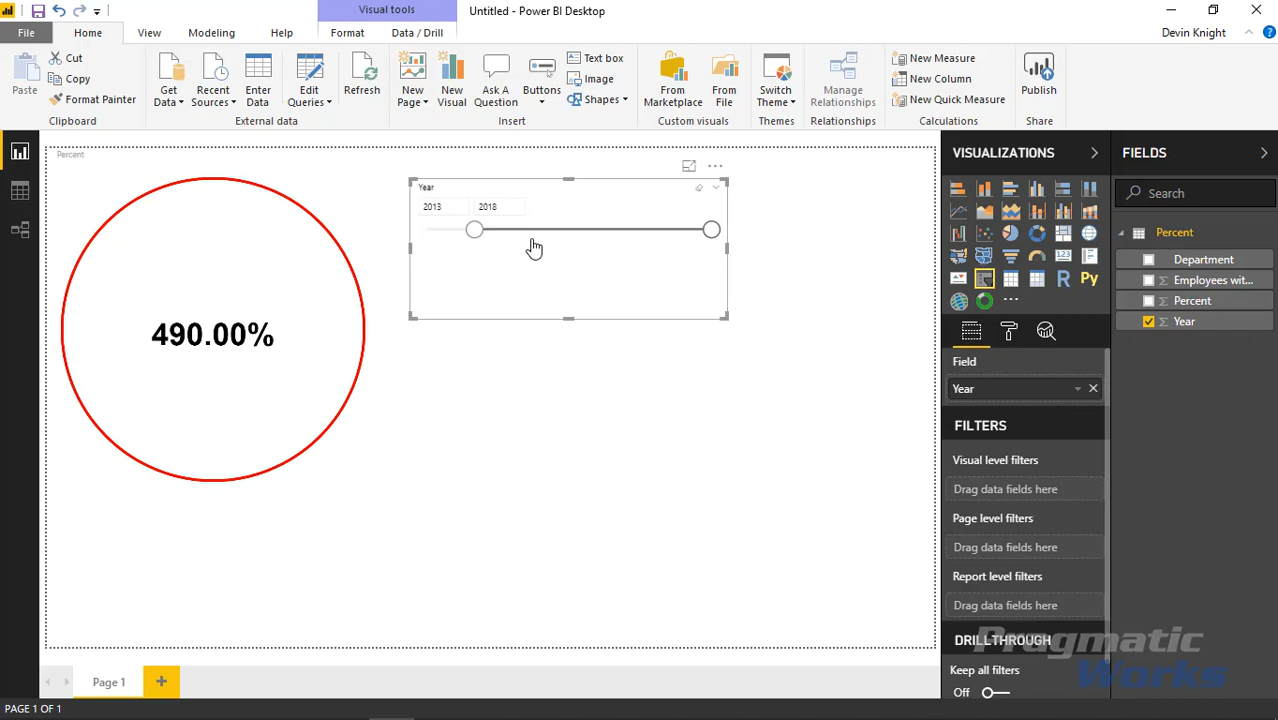 Visual tools
Untitled - Power BI Desktop
File
Home
View
Modeling
Help
Format
Data / Drill
Devin Knight
Paste
Cut
Copy
Format Painter
Clipboard
Get Data
Recent Sources
Enter Data
Edit Queries
Refresh
External data
New Page
New Visual
Ask A Question
Buttons
Text box
Image
Shapes
Insert
From Marketplace
From File
Custom visuals
Switch Theme
Themes
Manage Relationships
Relationships
New Measure
New Column
New Quick Measure
Calculations
Publish
Share
Percent
490.00%
Year
2013
2018
VISUALIZATIONS
R
Py
123
Field
Year
FILTERS
Visual level filters
Drag data fields here
Page level filters
Drag data fields here
Report level filters
Drag data fields here
DRILLTHROUGH
Keep all filters
Off
FIELDS
Search
Percent
Department
Employees wit...
Percent
Year
Pragmatic
Works
Page 1
PAGE 1 OF 1